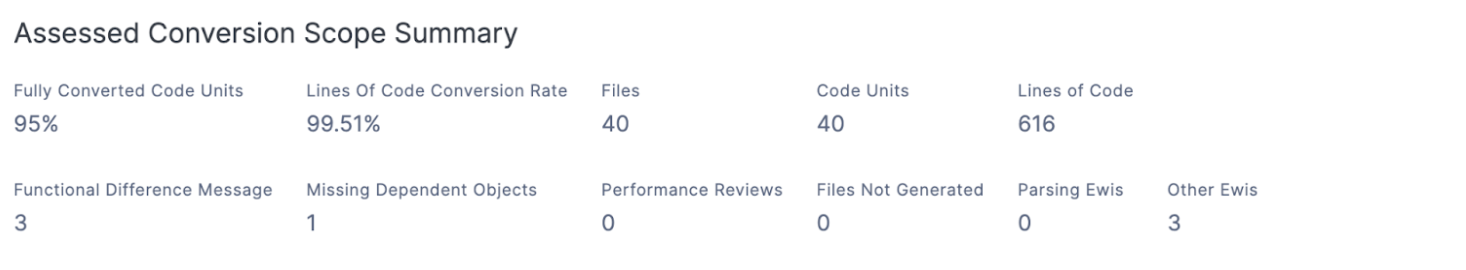 Assessed Conversion Scope Summary
Fully Converted Code Units Lines Of Code Conversion Rate Files Code Units Lines of Code
95% 99.51% 40 40 616
Functional Difference Message Missing Dependent Objects Performance Reviews Files Not Generated Parsing Ewis Other Ewis
3 1 0 0 0 3